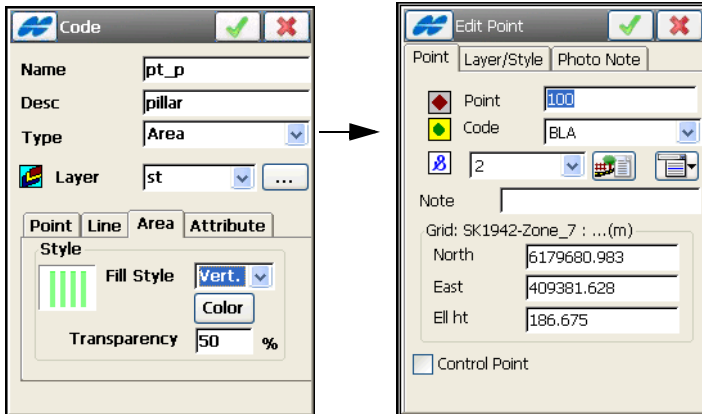 Code
Name pt_p
Desc pillar
Type Area
Layer st ...
Point Line Area Attribute
Style
Fill Style Vert.
Color
Transparency 50 %
Edit Point
Point Layer/Style Photo Note
Point 100
Code BLA
2
Note
Grid: SK1942-Zone_7 : ...(m)
North 6179680.983
East 409381.628
Ell ht 186.675
Control Point